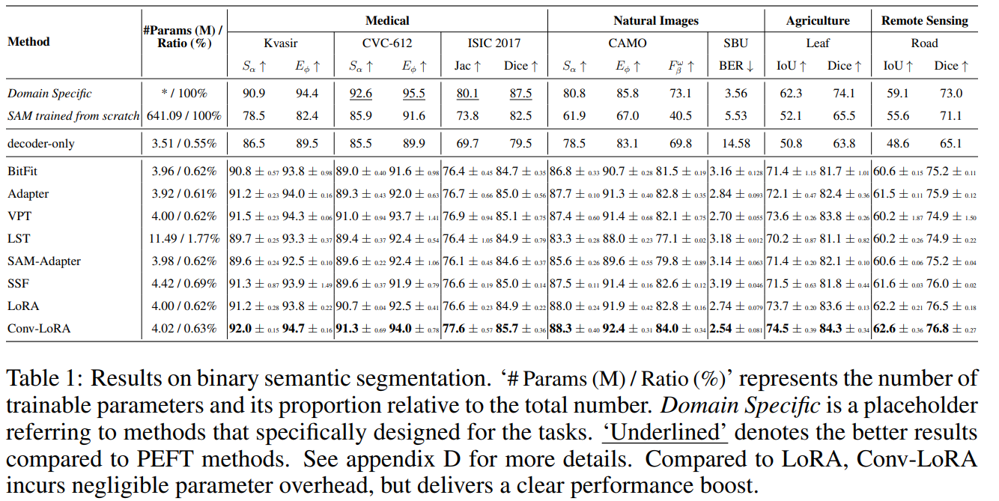 Method #Params (M) / Ratio (%) Medical Natural Images Agriculture Remote Sensing
Kvasir CVC-612 ISIC 2017 CAMO SBU Leaf Road
Sα ↑ Eϕ ↑ Sα ↑ Eϕ ↑ Jac ↑ Dice ↑ Sα ↑ Eϕ ↑ Fβω ↑ BER ↓ IoU ↑ Dice ↑ IoU ↑ Dice ↑
Domain Specific * / 100% 90.9 94.4 92.6 95.5 80.1 87.5 80.8 85.8 73.1 3.56 62.3 74.1 59.1 73.0
SAM trained from scratch 641.09 / 100% 78.5 82.4 85.9 91.6 73.8 82.5 61.9 67.0 40.5 5.53 52.1 65.5 55.6 71.1
decoder-only 3.51 / 0.55% 86.5 89.5 85.5 89.9 69.7 79.5 78.5 83.1 69.8 14.58 50.8 63.8 48.6 65.1
BitFit 3.96 / 0.62% 90.8 ± 0.57 93.8 ± 0.98 89.0 ± 0.40 91.6 ± 0.98 76.4 ± 0.45 84.7 ± 0.35 86.8 ± 0.33 90.7 ± 0.28 81.5 ± 0.19 3.16 ± 0.128 71.4 ± 1.15 81.7 ± 1.01 60.6 ± 0.15 75.2 ± 0.11
Adapter 3.92 / 0.61% 91.2 ± 0.23 94.0 ± 0.16 89.3 ± 0.43 92.0 ± 0.63 76.7 ± 0.66 85.0 ± 0.56 87.7 ± 0.10 91.3 ± 0.40 82.8 ± 0.35 2.84 ± 0.093 72.1 ± 0.47 82.4 ± 0.36 61.5 ± 0.11 75.9 ± 0.12
VPT 4.00 / 0.62% 91.5 ± 0.23 94.3 ± 0.06 91.0 ± 0.94 93.7 ± 1.41 76.9 ± 0.94 85.1 ± 0.75 87.4 ± 0.60 91.4 ± 0.68 82.1 ± 0.75 2.70 ± 0.055 73.6 ± 0.26 83.8 ± 0.26 60.2 ± 1.87 74.9 ± 1.50
LST 11.49 / 1.77% 89.7 ± 0.25 93.3 ± 0.37 89.4 ± 0.37 92.4 ± 0.54 76.4 ± 1.05 84.9 ± 0.79 83.3 ± 0.28 88.0 ± 0.23 77.1 ± 0.02 3.18 ± 0.012 70.2 ± 0.87 81.1 ± 0.82 60.2 ± 0.26 74.9 ± 0.22
SAM-Adapter 3.98 / 0.62% 89.6 ± 0.24 92.5 ± 0.10 89.6 ± 0.22 92.4 ± 1.06 76.1 ± 0.45 84.6 ± 0.37 85.6 ± 0.26 89.6 ± 0.55 79.8 ± 0.89 3.14 ± 0.063 71.4 ± 0.20 82.1 ± 0.10 60.6 ± 0.06 75.2 ± 0.04
SSF 4.42 / 0.69% 91.3 ± 0.87 93.9 ± 1.49 89.6 ± 0.37 91.9 ± 0.79 76.6 ± 0.19 85.0 ± 0.14 87.5 ± 0.11 91.4 ± 0.16 82.6 ± 0.12 3.19 ± 0.046 71.5 ± 0.63 81.8 ± 0.44 61.6 ± 0.03 76.0 ± 0.02
LoRA 4.00 / 0.62% 91.2 ± 0.28 93.8 ± 0.22 90.7 ± 0.04 92.5 ± 0.41 76.6 ± 0.23 84.9 ± 0.22 88.0 ± 0.24 91.9 ± 0.42 82.8 ± 0.16 2.74 ± 0.079 73.7 ± 0.20 83.6 ± 0.13 62.2 ± 0.21 76.5 ± 0.18
Conv-LoRA 4.02 / 0.63% 92.0 ± 0.15 94.7 ± 0.16 91.3 ± 0.69 94.0 ± 0.78 77.6 ± 0.57 85.7 ± 0.36 88.3 ± 0.40 92.4 ± 0.31 84.0 ± 0.34 2.54 ± 0.081 74.5 ± 0.39 84.3 ± 0.34 62.6 ± 0.36 76.8 ± 0.27
Table 1: Results on binary semantic segmentation. ‘# Params (M) / Ratio (%)’ represents the number of
trainable parameters and its proportion relative to the total number. Domain Specific is a placeholder
referring to methods that specifically designed for the tasks. ‘Underlined’ denotes the better results
compared to PEFT methods. See appendix D for more details. Compared to LoRA, Conv-LoRA
incurs negligible parameter overhead, but delivers a clear performance boost.